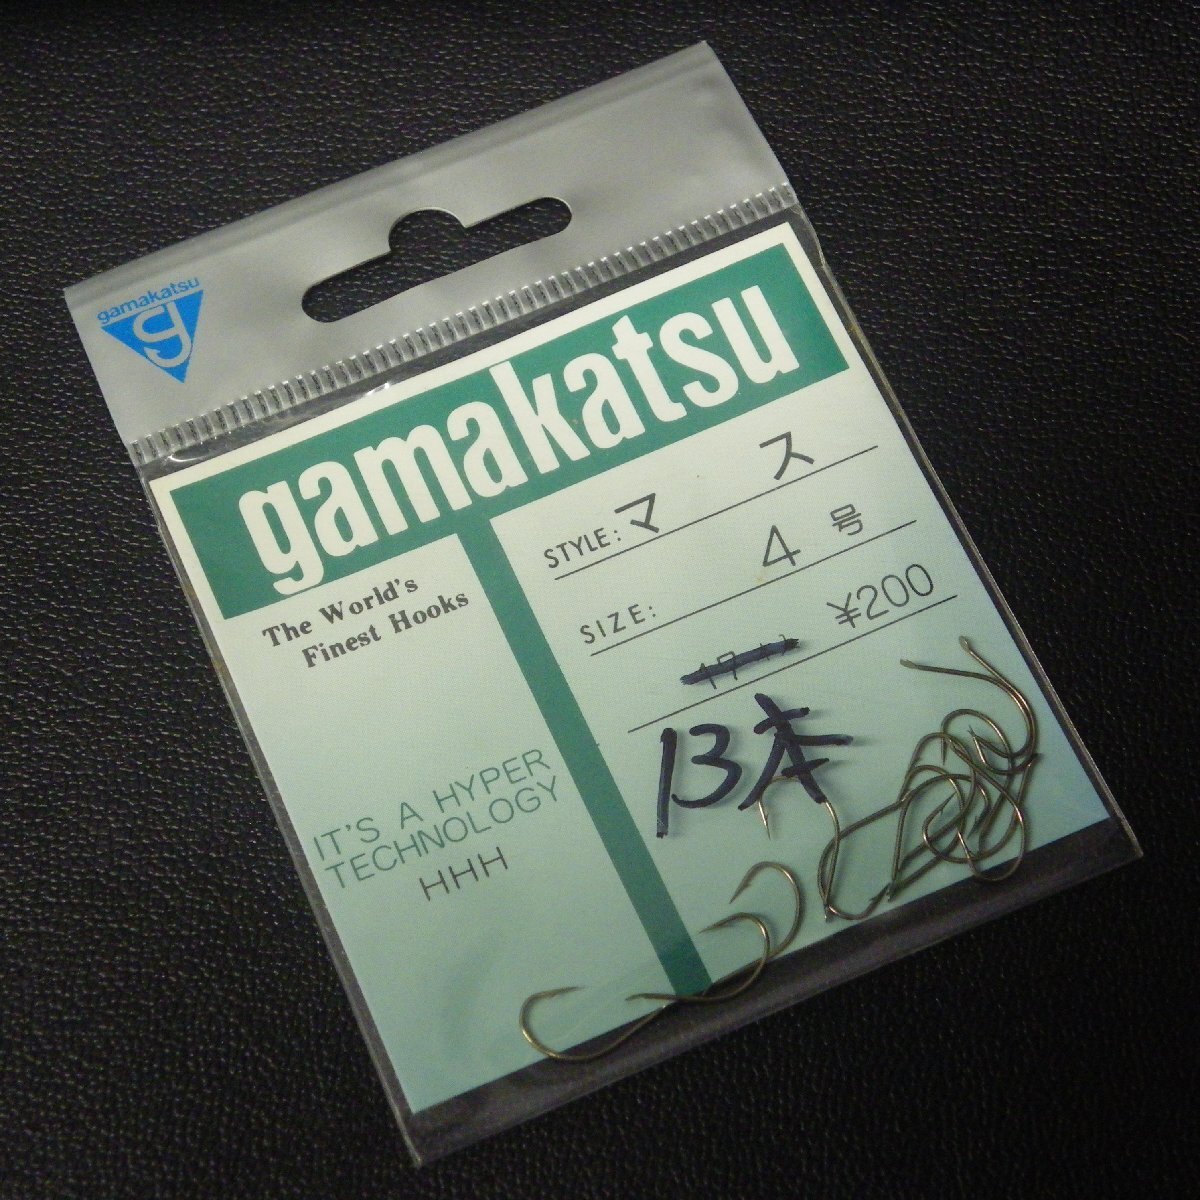 gamakatsu
g
gamakatsu
The World's
Finest Hooks
STYLE: マス
SIZE: 4号
¥200
13本
IT'S A HYPER
TECHNOLOGY
HHH